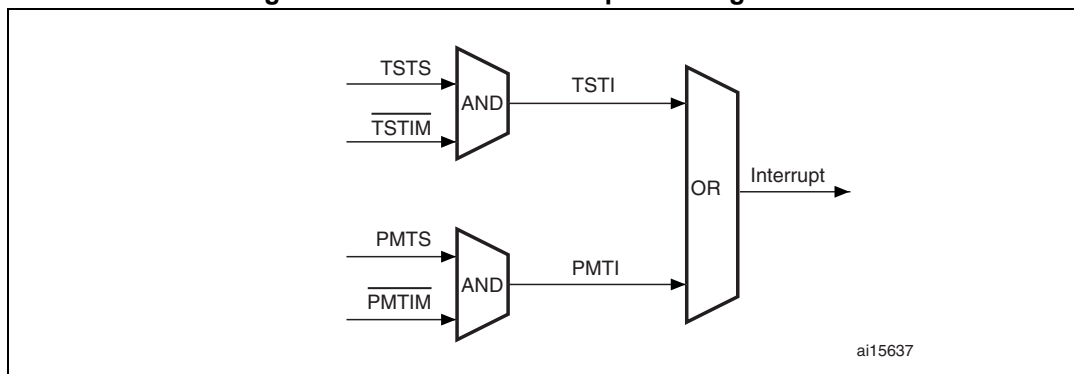 TSTS
TSTIM
AND
TSTI
PMTS
PMTIM
AND
PMTI
OR
Interrupt
ai15637